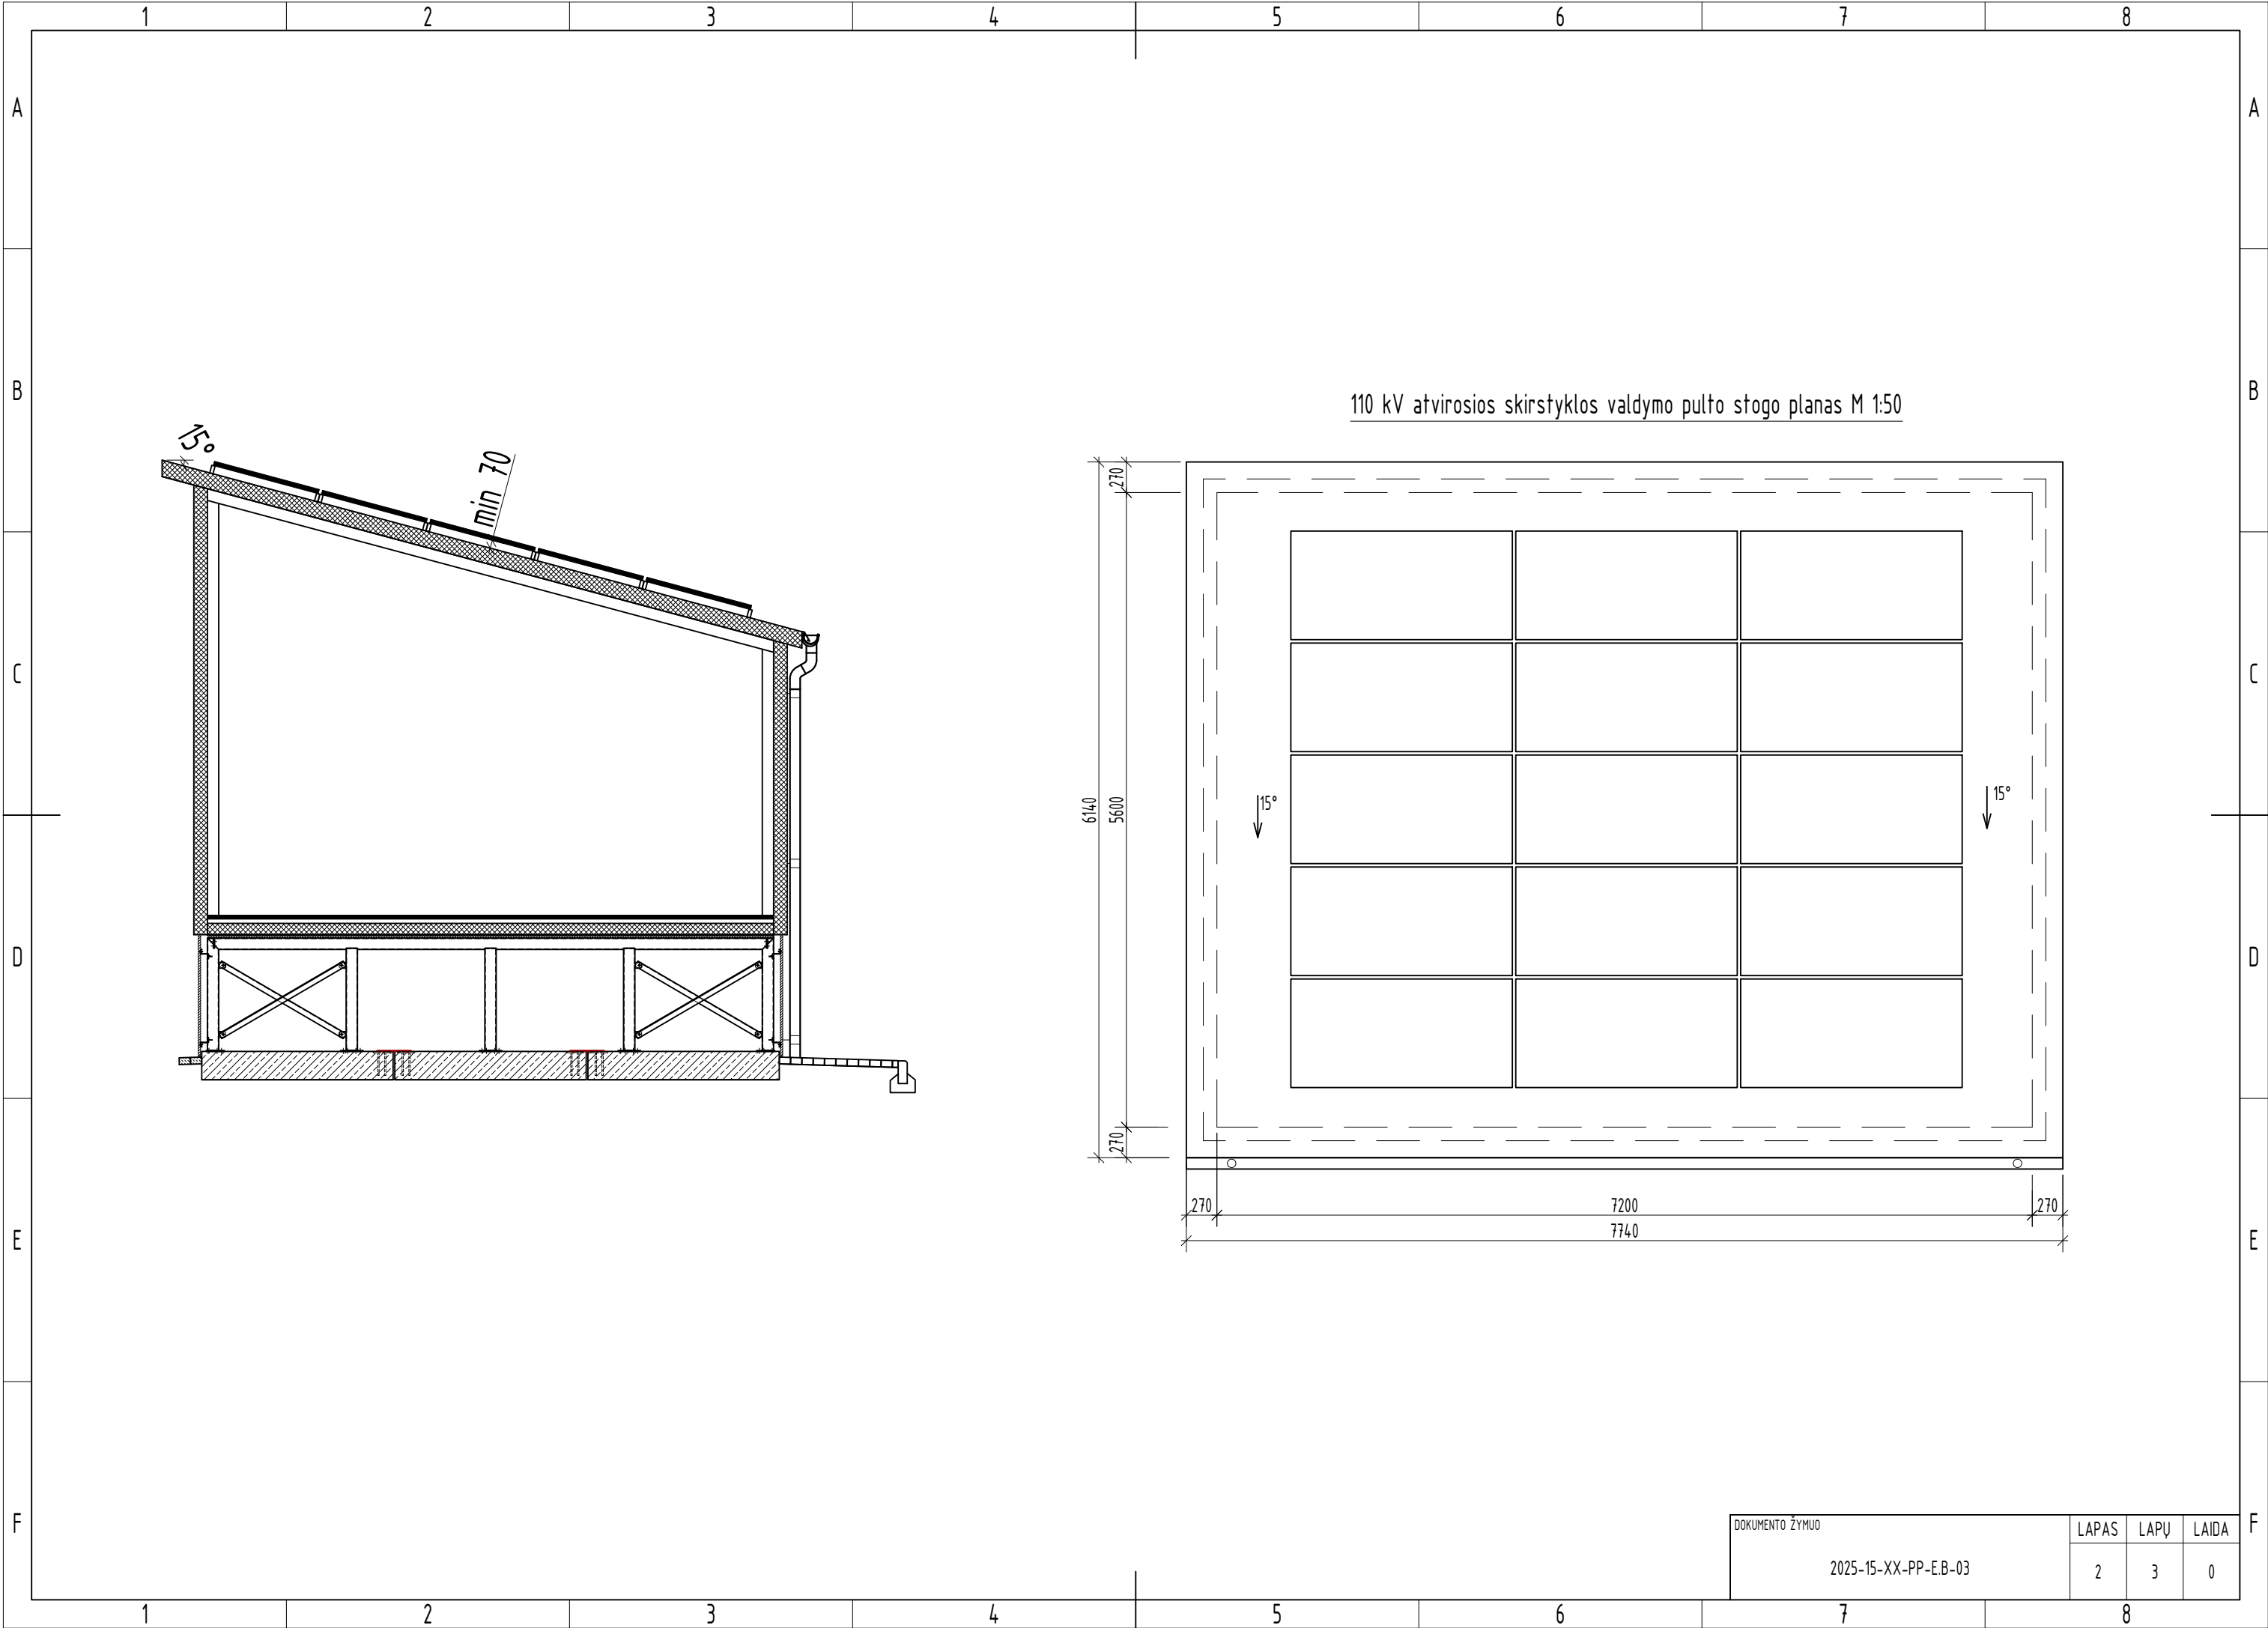 1 2 3 4 5 6 7 8
A A
B B
C C
D D
E E
F F
15°
min 70
110 kV atvirosios skirstyklos valdymo pulto stogo planas M 1:50
270
6140
5600
270
15°
15°
270 7200 270
7740
DOKUMENTO ŽYMUO
2025-15-XX-PP-E.B-03
LAPAS LAPŲ LAIDA
2 3 0
1 2 3 4 5 6 7 8